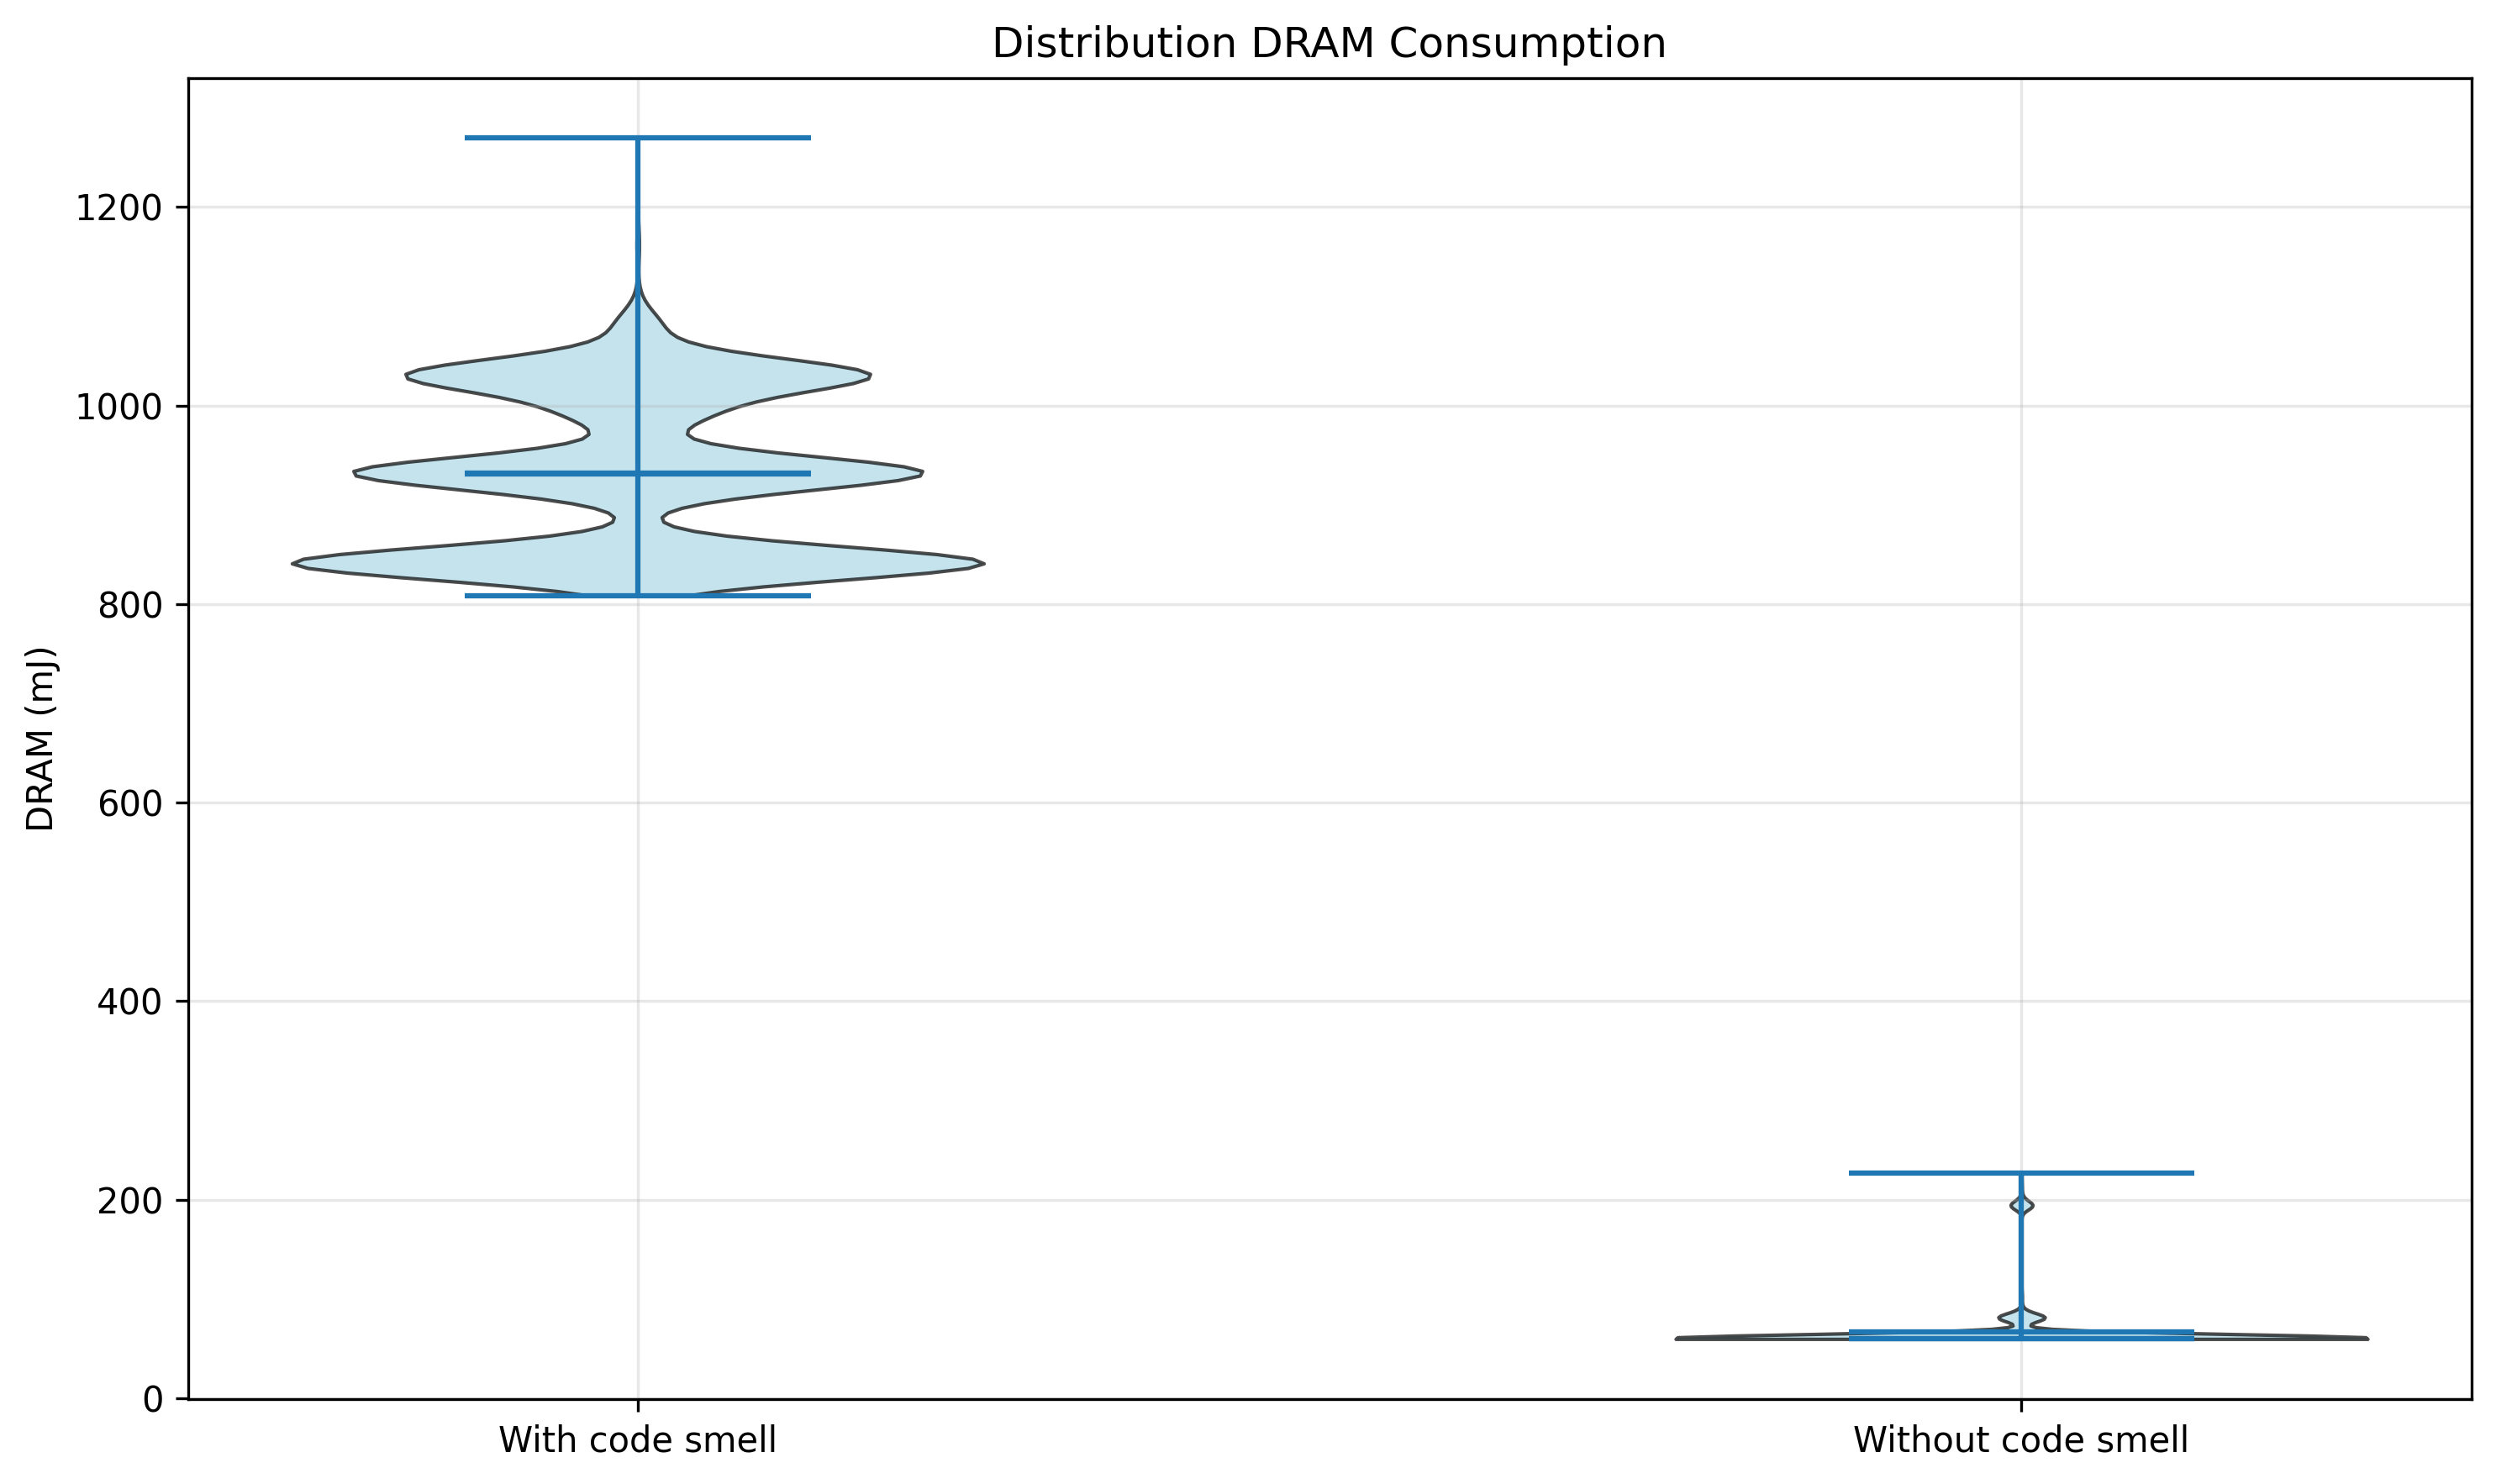 Distribution DRAM Consumption
DRAM (mJ)
1200
1000
800
600
400
200
0
With code smell
Without code smell